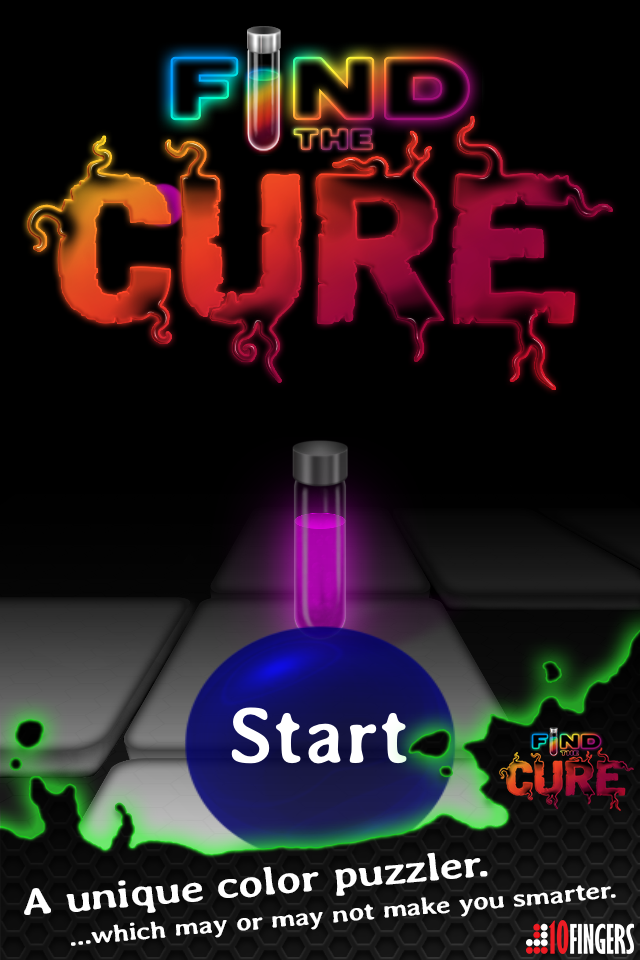 FIND
THE
CURE
Start
FIND
THE
CURE
A unique color puzzler.
...which may or may not make you smarter.
10FINGERS